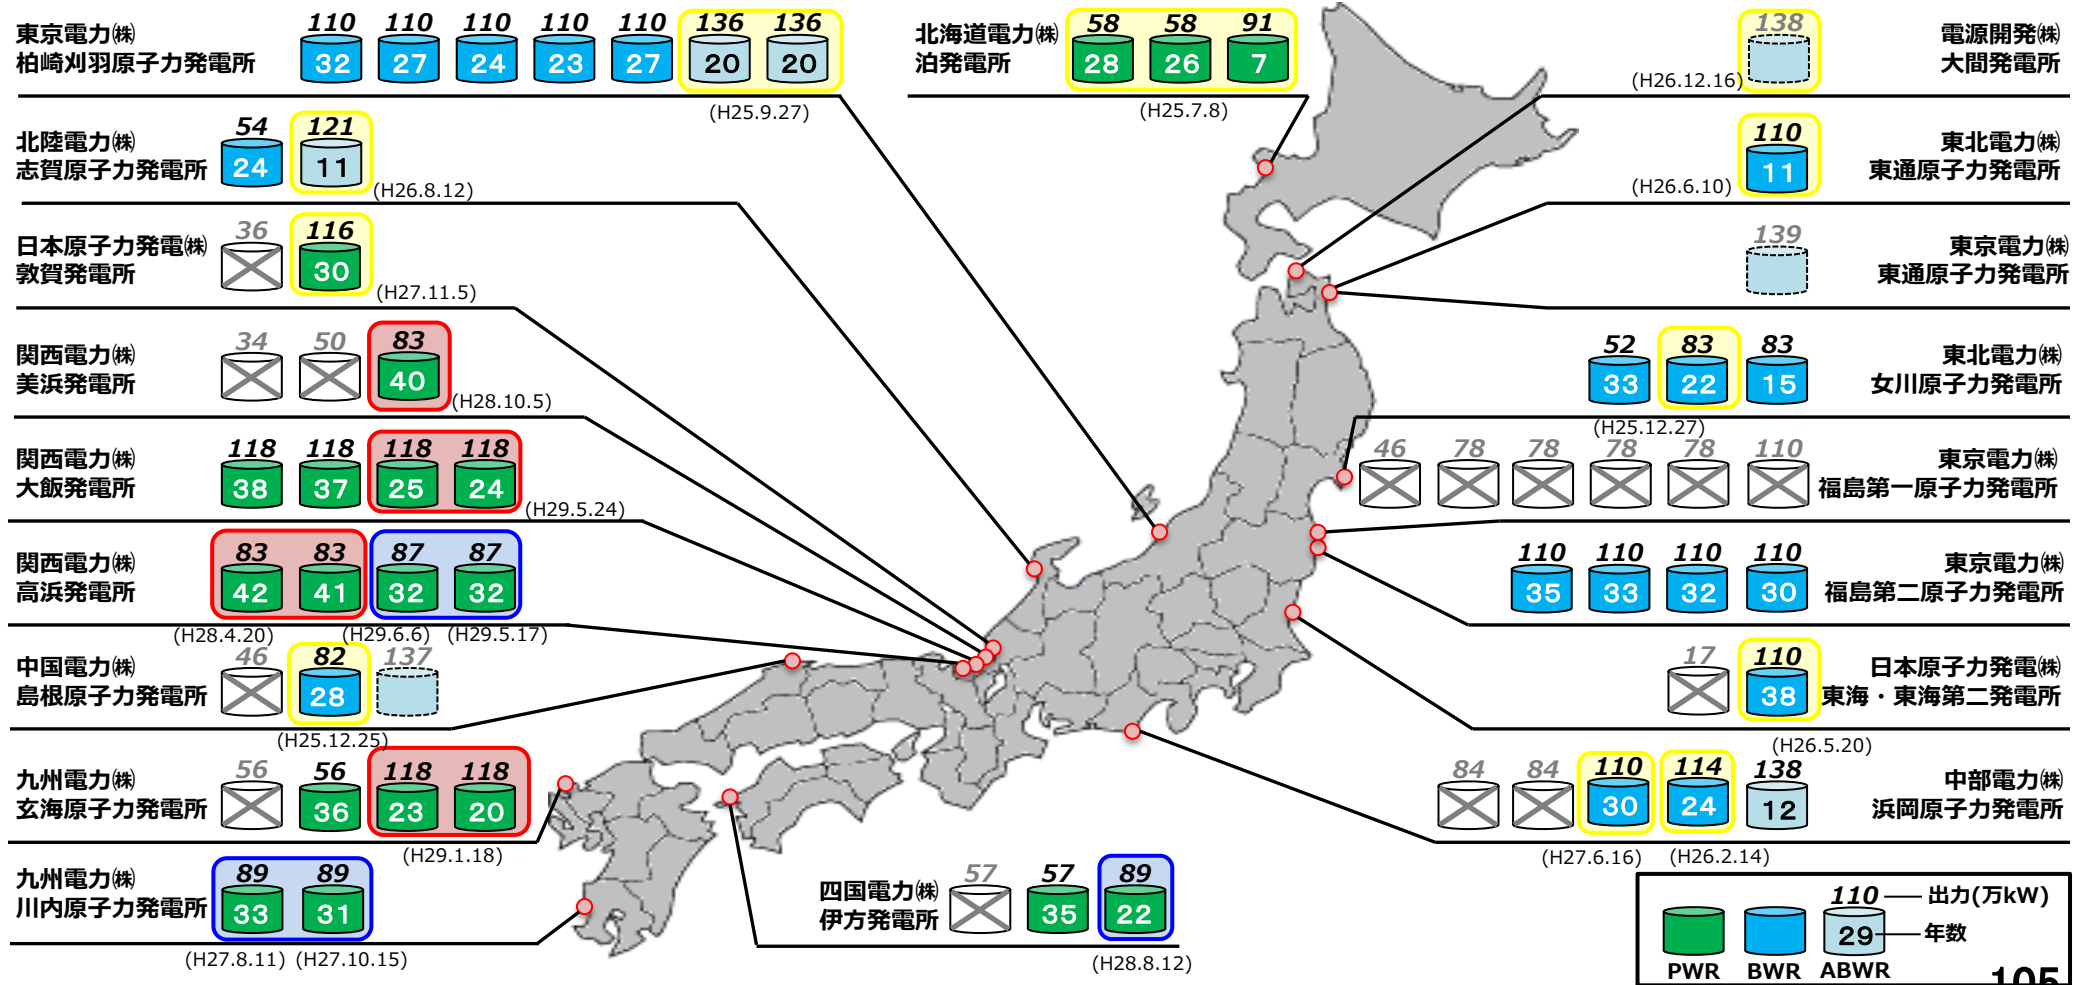 東京電力㈱
柏崎刈羽原子力発電所
110 110 110 110 110 136 136
32 27 24 23 27 20 20
(H25.9.27)
北陸電力㈱
志賀原子力発電所
54 121
24 11
(H26.8.12)
日本原子力発電㈱
敦賀発電所
36 116
30
(H27.11.5)
関西電力㈱
美浜発電所
34 50 83
40
(H28.10.5)
関西電力㈱
大飯発電所
118 118 118 118
38 37 25 24
(H29.5.24)
関西電力㈱
高浜発電所
83 83 87 87
42 41 32 32
(H28.4.20) (H29.6.6) (H29.5.17)
中国電力㈱
島根原子力発電所
46 82 137
28
(H25.12.25)
九州電力㈱
玄海原子力発電所
56 56 118 118
36 23 20
(H29.1.18)
九州電力㈱
川内原子力発電所
89 89
33 31
(H27.8.11) (H27.10.15)
北海道電力㈱
泊発電所
58 58 91
28 26 7
(H25.7.8)
四国電力㈱
伊方発電所
57 57 89
35 22
(H28.8.12)
138
電源開発㈱
大間発電所
(H26.12.16)
110
11
東北電力㈱
東通原子力発電所
(H26.6.10)
139
東京電力㈱
東通原子力発電所
52 83 83
33 22 15
東北電力㈱
女川原子力発電所
(H25.12.27)
46 78 78 78 78 110
東京電力㈱
福島第一原子力発電所
110 110 110 110
35 33 32 30
東京電力㈱
福島第二原子力発電所
17 110
38
日本原子力発電㈱
東海・東海第二発電所
(H26.5.20)
84 84 110 114 138
30 24 12
中部電力㈱
浜岡原子力発電所
(H27.6.16) (H26.2.14)
110 出力(万kW)
29 年数
PWR BWR ABWR
105